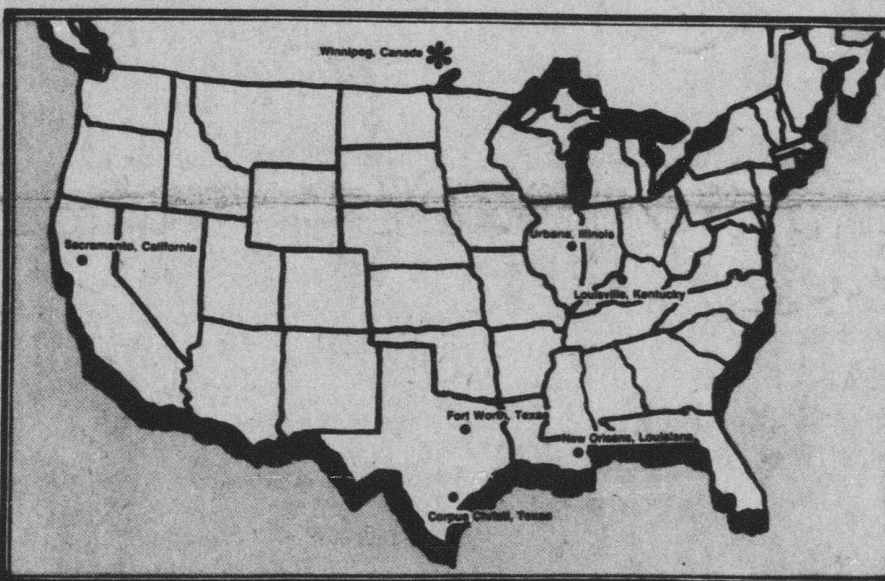 Winnipeg, Canada
Sacramento, California
Urbana, Illinois
Louisville, Kentucky
Fort Worth, Texas
New Orleans, Louisiana
Corpus Christi, Texas